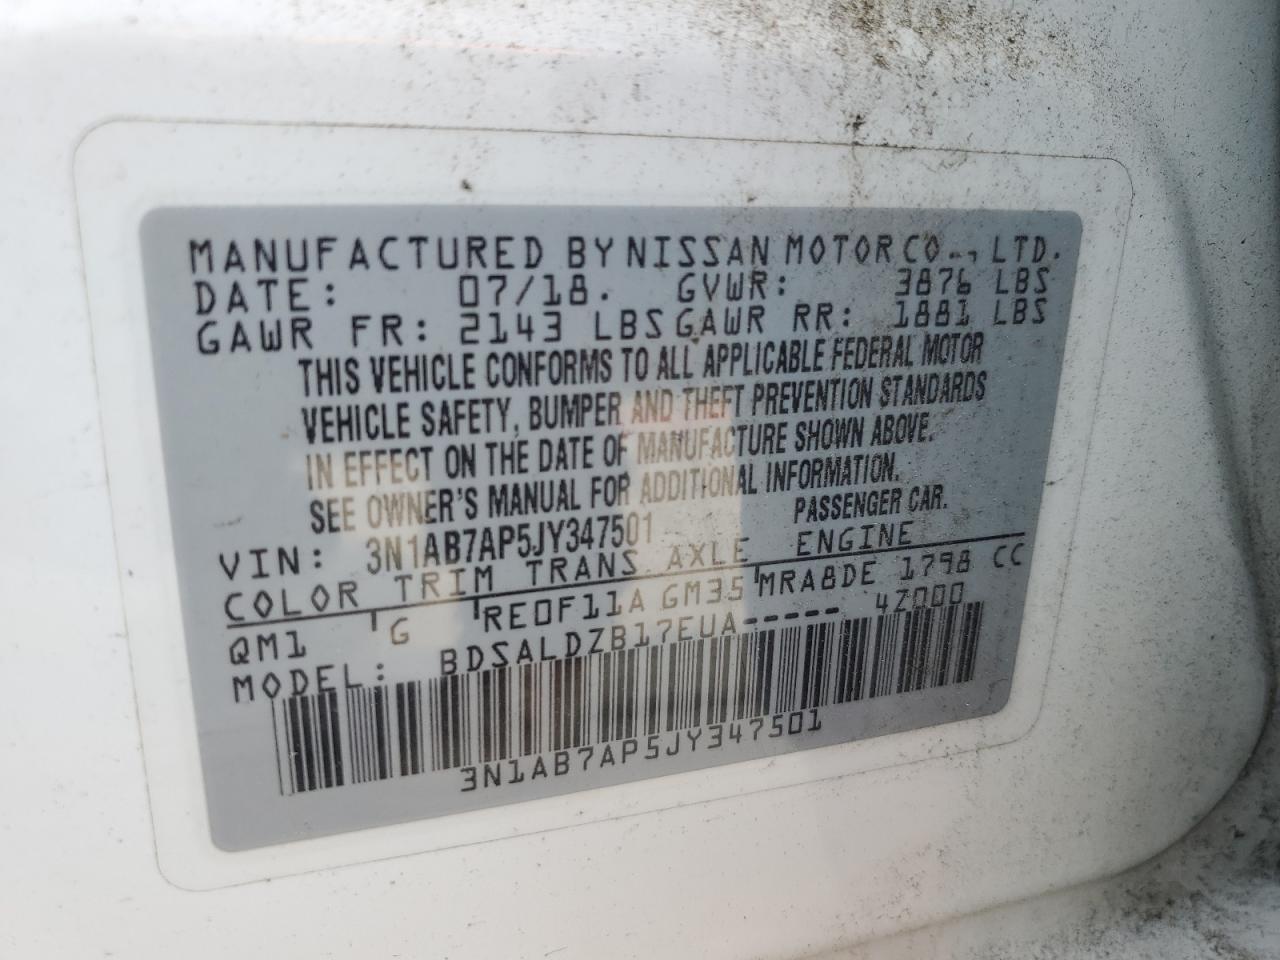 MANUFACTURED BY NISSAN MOTOR CO., LTD.
DATE: 07/18. GVWR: 3876 LBS
GAWR FR: 2143 LBS GAWR RR: 1881 LBS
THIS VEHICLE CONFORMS TO ALL APPLICABLE FEDERAL MOTOR
VEHICLE SAFETY, BUMPER AND THEFT PREVENTION STANDARDS
IN EFFECT ON THE DATE OF MANUFACTURE SHOWN ABOVE.
SEE OWNER'S MANUAL FOR ADDITIONAL INFORMATION.
VIN: 3N1AB7AP5JY347501 PASSENGER CAR.
COLOR TRIM TRANS. AXLE ENGINE
QM1 G RE0F11A GM35 MRA8DE 1798 CC
MODEL: BDSALDZB17EUA----- 4Z000
3N1AB7AP5JY347501